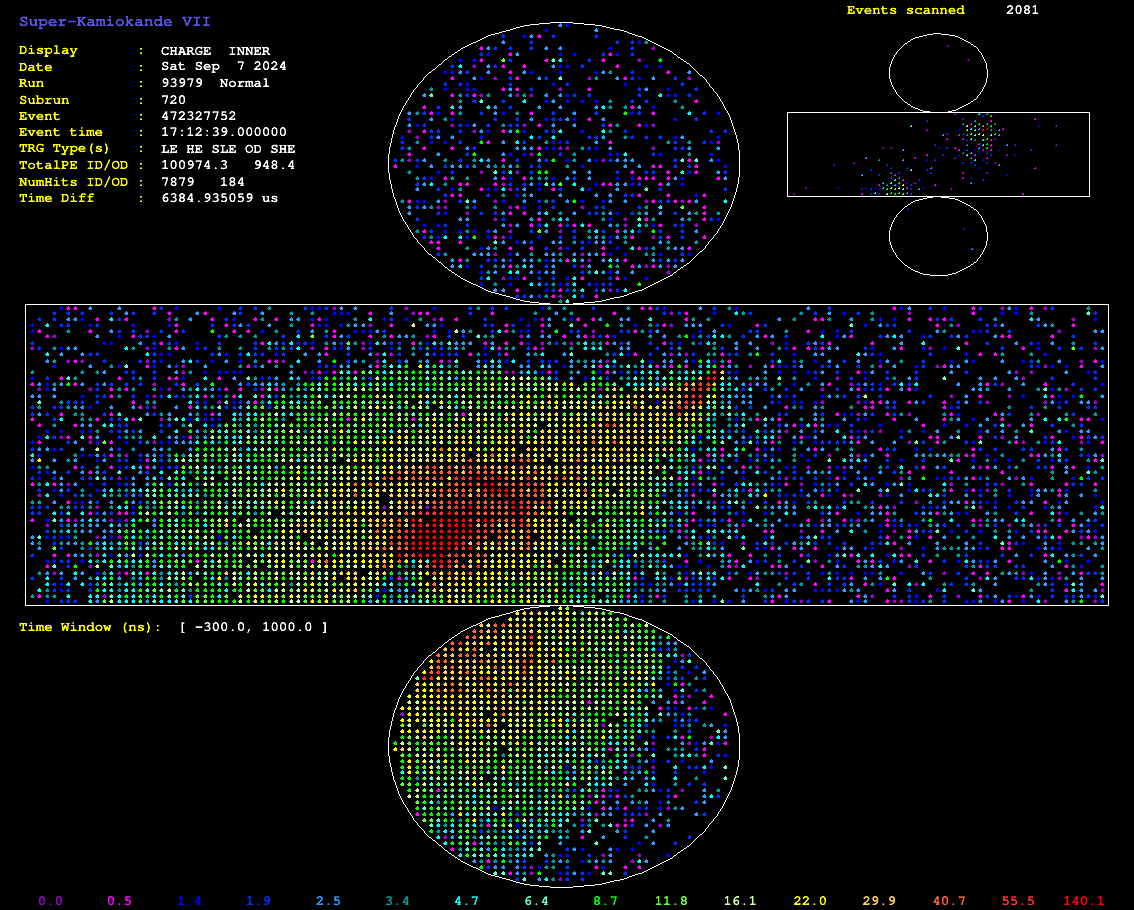 Super-Kamiokande VII
Events scanned 2081
Display : CHARGE INNER
Date : Sat Sep 7 2024
Run : 93979 Normal
Subrun : 720
Event : 472327752
Event time : 17:12:39.000000
TRG Type(s) : LE HE SLE OD SHE
TotalPE ID/OD : 100974.3 948.4
NumHits ID/OD : 7879 184
Time Diff : 6384.935059 us
Time Window (ns): [ -300.0, 1000.0 ]
0.0 0.5 1.4 1.9 2.5 3.4 4.7 6.4 8.7 11.8 16.1 22.0 29.9 40.7 55.5 140.1